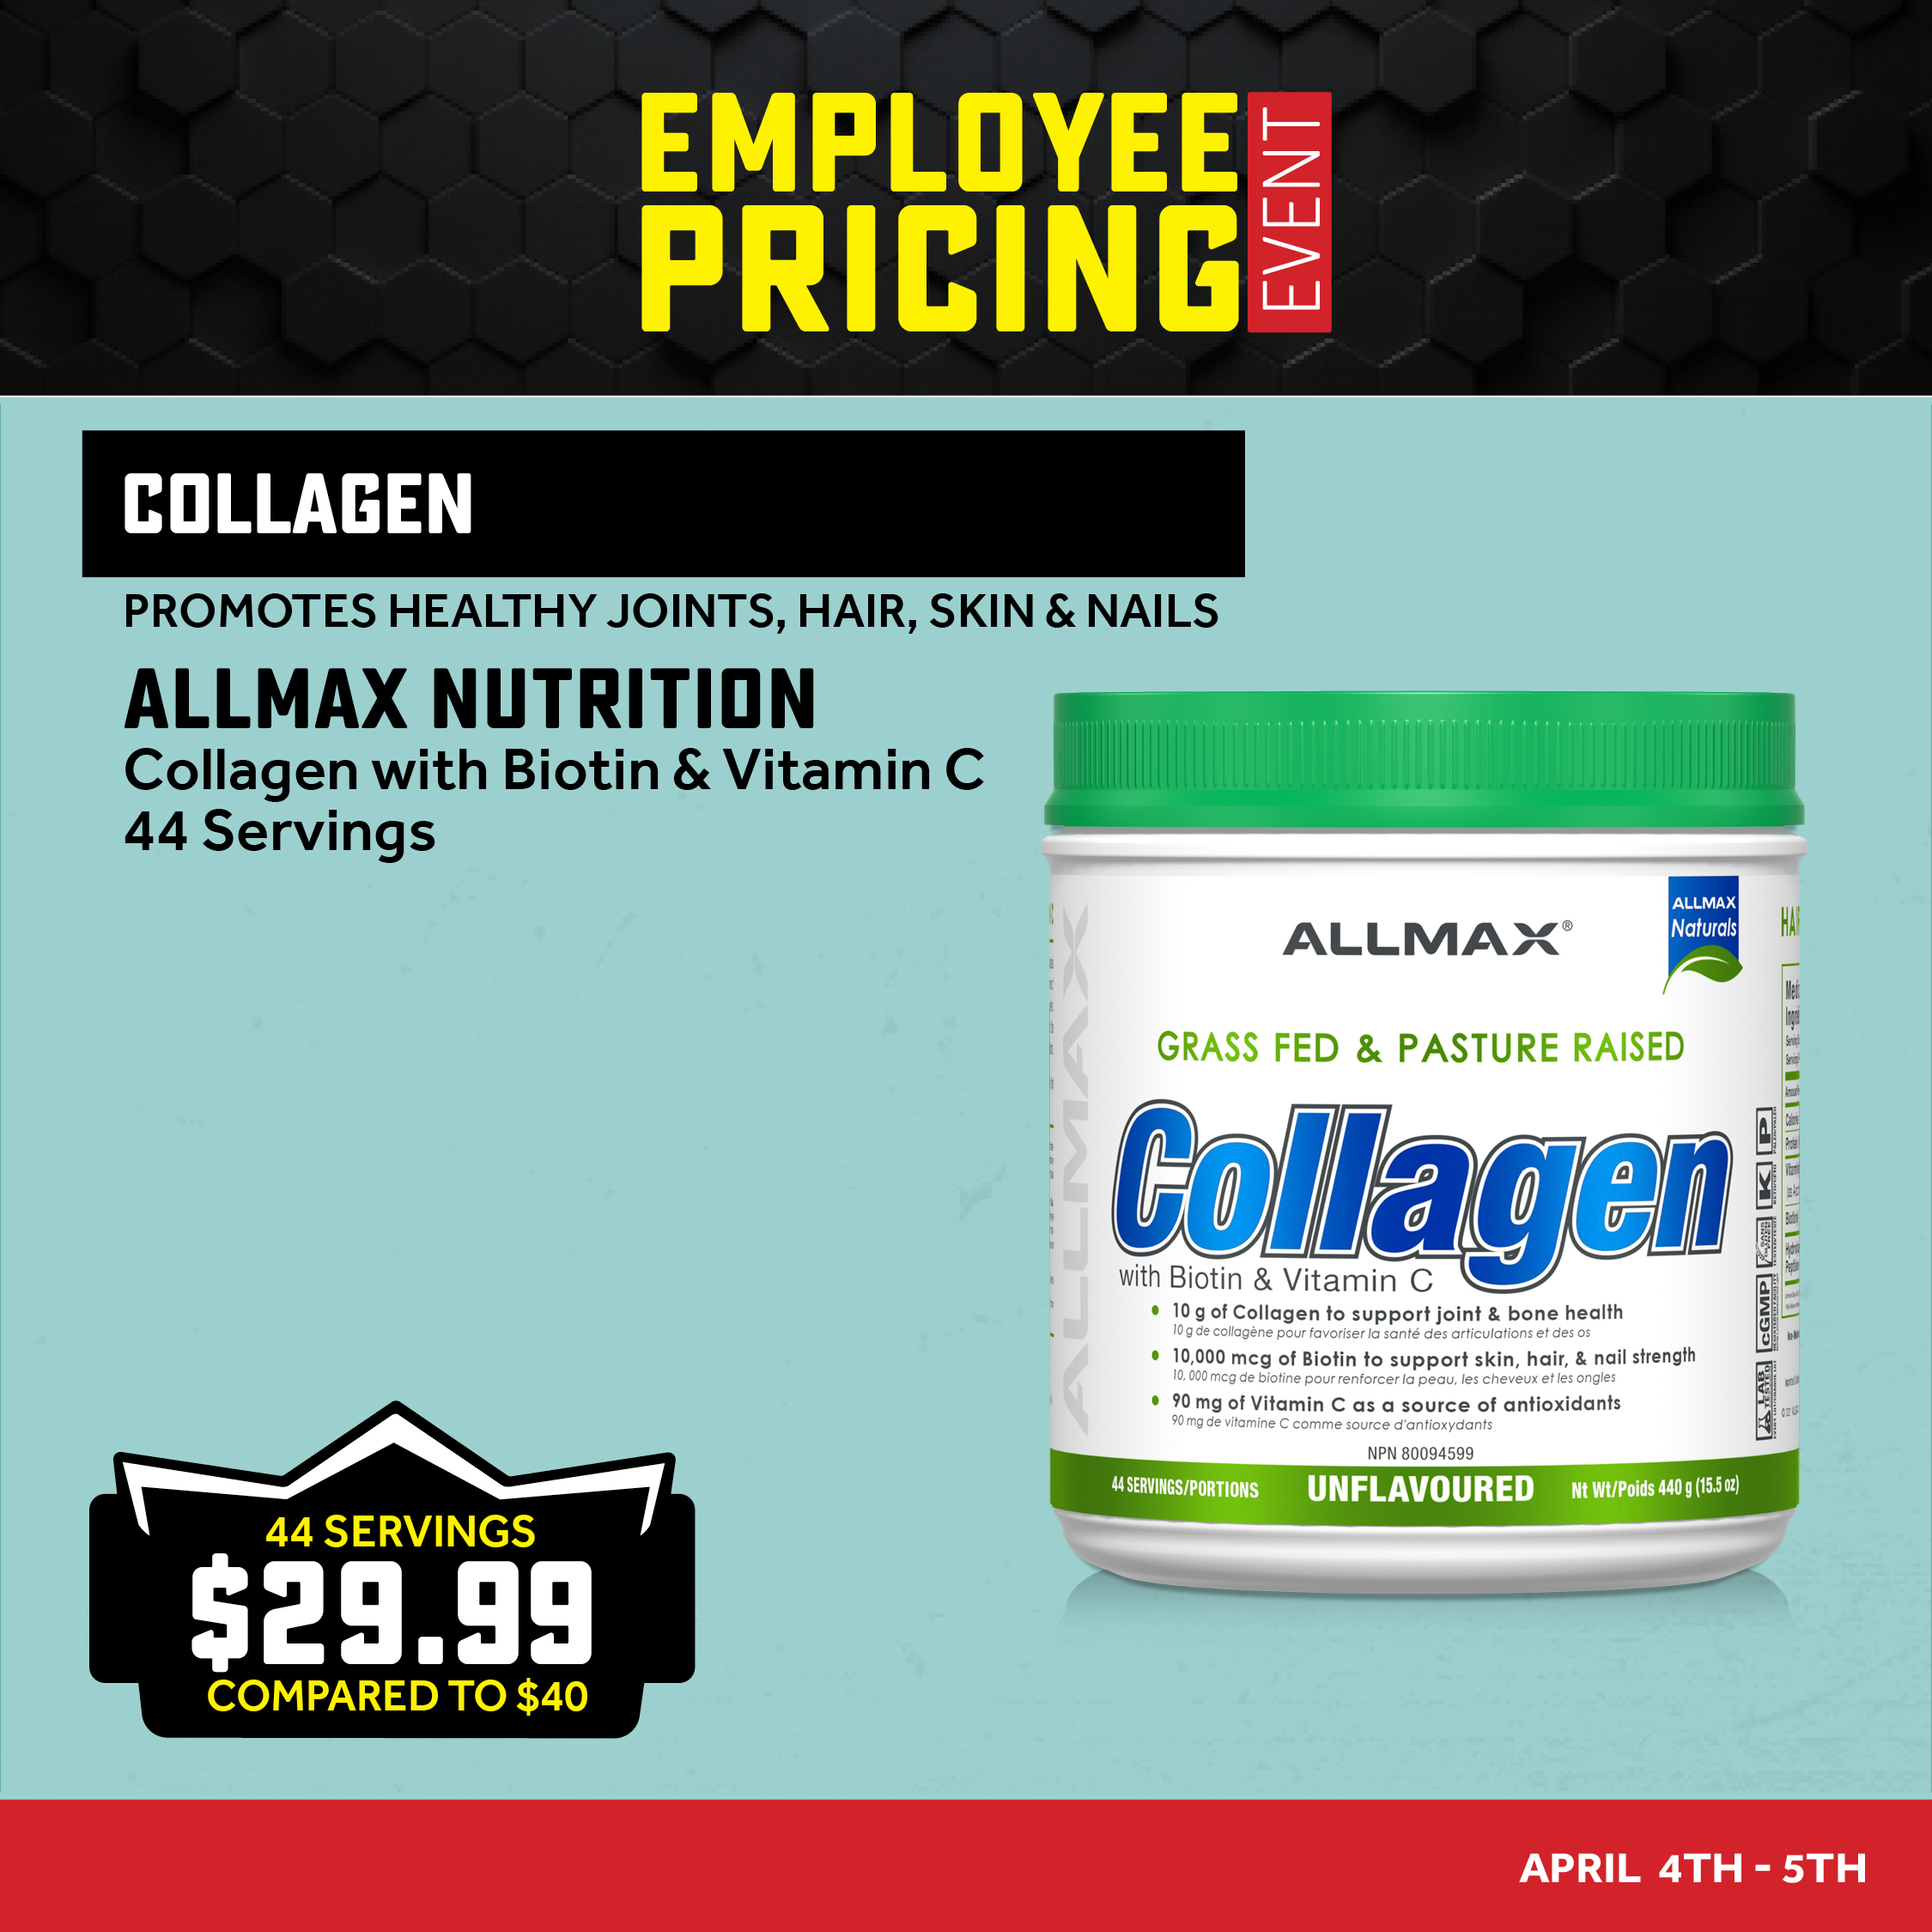 EMPLOYEE
PRICING
EVENT
COLLAGEN
PROMOTES HEALTHY JOINTS, HAIR, SKIN & NAILS
ALLMAX NUTRITION
Collagen with Biotin & Vitamin C
44 Servings
ALLMAX
ALLMAX®
ALLMAX
Naturals
GRASS FED & PASTURE RAISED
Collagen
with Biotin & Vitamin C
• 10 g of Collagen to support joint & bone health
10 g de collagène pour favoriser la santé des articulations et des os
• 10,000 mcg of Biotin to support skin, hair, & nail strength
10, 000 mcg de biotine pour renforcer la peau, les cheveux et les ongles
• 90 mg of Vitamin C as a source of antioxidants
90 mg de vitamine C comme source d'antioxydants
NPN 80094599
44 SERVINGS/PORTIONS
UNFLAVOURED
Nt Wt/Poids 440 g (15.5 oz)
LAB
TESTED
cGMP
SANS
GLUTEN
K
P
44 SERVINGS
$29.99
COMPARED TO $40
APRIL 4TH - 5TH